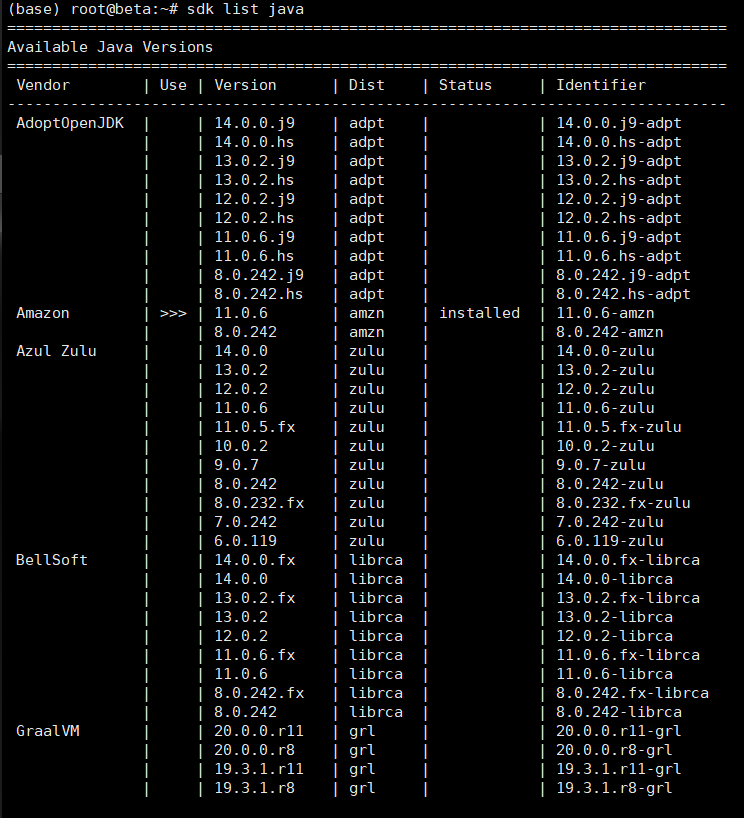 (base) root@beta:~# sdk list java
================================================================================
Available Java Versions
================================================================================
 Vendor        | Use | Version      | Dist    | Status     | Identifier
--------------------------------------------------------------------------------
 AdoptOpenJDK  |     | 14.0.0.j9    | adpt    |            | 14.0.0.j9-adpt
               |     | 14.0.0.hs    | adpt    |            | 14.0.0.hs-adpt
               |     | 13.0.2.j9    | adpt    |            | 13.0.2.j9-adpt
               |     | 13.0.2.hs    | adpt    |            | 13.0.2.hs-adpt
               |     | 12.0.2.j9    | adpt    |            | 12.0.2.j9-adpt
               |     | 12.0.2.hs    | adpt    |            | 12.0.2.hs-adpt
               |     | 11.0.6.j9    | adpt    |            | 11.0.6.j9-adpt
               |     | 11.0.6.hs    | adpt    |            | 11.0.6.hs-adpt
               |     | 8.0.242.j9   | adpt    |            | 8.0.242.j9-adpt
               |     | 8.0.242.hs   | adpt    |            | 8.0.242.hs-adpt
 Amazon        | >>> | 11.0.6       | amzn    | installed  | 11.0.6-amzn
               |     | 8.0.242      | amzn    |            | 8.0.242-amzn
 Azul Zulu     |     | 14.0.0       | zulu    |            | 14.0.0-zulu
               |     | 13.0.2       | zulu    |            | 13.0.2-zulu
               |     | 12.0.2       | zulu    |            | 12.0.2-zulu
               |     | 11.0.6       | zulu    |            | 11.0.6-zulu
               |     | 11.0.5.fx    | zulu    |            | 11.0.5.fx-zulu
               |     | 10.0.2       | zulu    |            | 10.0.2-zulu
               |     | 9.0.7        | zulu    |            | 9.0.7-zulu
               |     | 8.0.242      | zulu    |            | 8.0.242-zulu
               |     | 8.0.232.fx   | zulu    |            | 8.0.232.fx-zulu
               |     | 7.0.242      | zulu    |            | 7.0.242-zulu
               |     | 6.0.119      | zulu    |            | 6.0.119-zulu
 BellSoft      |     | 14.0.0.fx    | librca  |            | 14.0.0.fx-librca
               |     | 14.0.0       | librca  |            | 14.0.0-librca
               |     | 13.0.2.fx    | librca  |            | 13.0.2.fx-librca
               |     | 13.0.2       | librca  |            | 13.0.2-librca
               |     | 12.0.2       | librca  |            | 12.0.2-librca
               |     | 11.0.6.fx    | librca  |            | 11.0.6.fx-librca
               |     | 11.0.6       | librca  |            | 11.0.6-librca
               |     | 8.0.242.fx   | librca  |            | 8.0.242.fx-librca
               |     | 8.0.242      | librca  |            | 8.0.242-librca
 GraalVM       |     | 20.0.0.r11   | grl     |            | 20.0.0.r11-grl
               |     | 20.0.0.r8    | grl     |            | 20.0.0.r8-grl
               |     | 19.3.1.r11   | grl     |            | 19.3.1.r11-grl
               |     | 19.3.1.r8    | grl     |            | 19.3.1.r8-grl